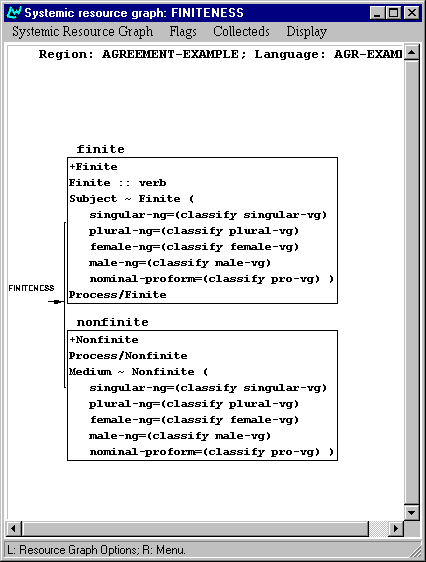 Systemic resource graph: FINITENESS
Systemic Resource Graph Flags Collecteds Display
Region: AGREEMENT-EXAMPLE; Language: AGR-EXAM
finite
+Finite
Finite :: verb
Subject ~ Finite (
singular-ng=(classify singular-vg)
plural-ng=(classify plural-vg)
female-ng=(classify female-vg)
male-ng=(classify male-vg)
nominal-proform=(classify pro-vg) )
Process/Finite
FINITENESS
nonfinite
+Nonfinite
Process/Nonfinite
Medium ~ Nonfinite (
singular-ng=(classify singular-vg)
plural-ng=(classify plural-vg)
female-ng=(classify female-vg)
male-ng=(classify male-vg)
nominal-proform=(classify pro-vg) )
L: Resource Graph Options; R: Menu.